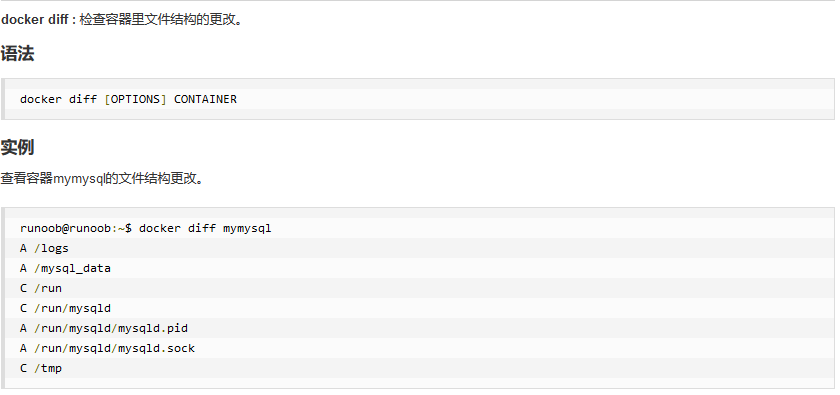 docker diff : 检查容器里文件结构的更改。
语法
docker diff [OPTIONS] CONTAINER
实例
查看容器mymysql的文件结构更改。
runoob@runoob:~$ docker diff mymysql
A /logs
A /mysql_data
C /run
C /run/mysqld
A /run/mysqld/mysqld.pid
A /run/mysqld/mysqld.sock
C /tmp